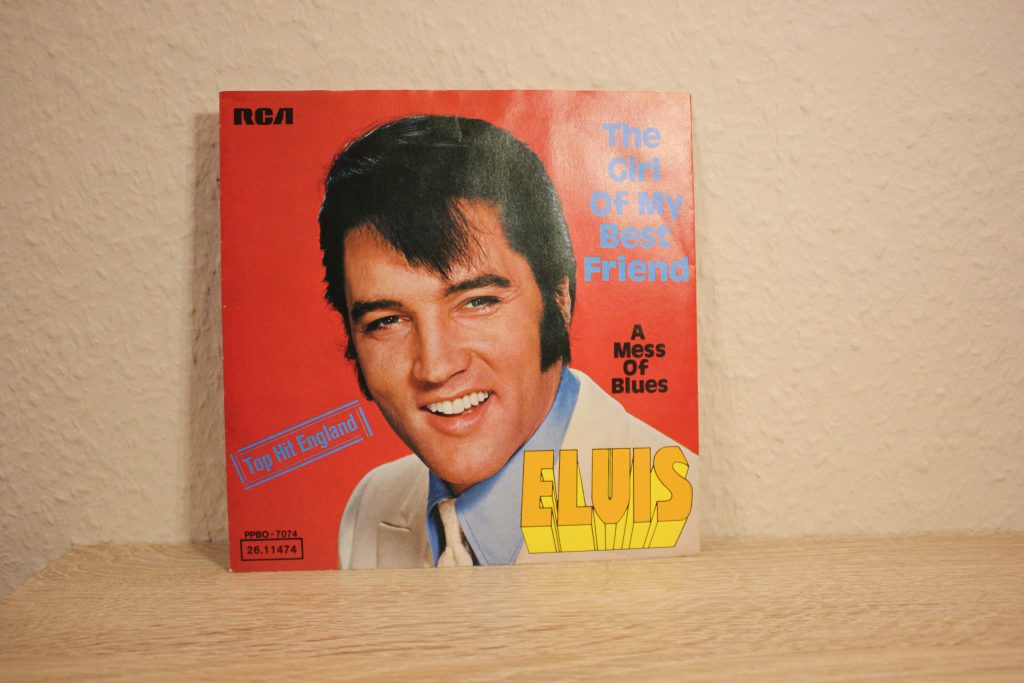 RCA
The
Girl
Of My
Best
Friend
A
Mess
Of
Blues
Top Hit England
ELVIS
PPBO - 7074
26.11474